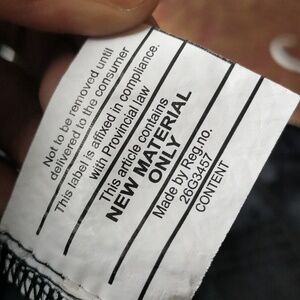 Not to be removed until
delivered to the consumer
This label is affixed in compliance.
with Provincial law
This article contains
NEW MATERIAL
ONLY
Made by Reg.no.
26G3457
CONTENT